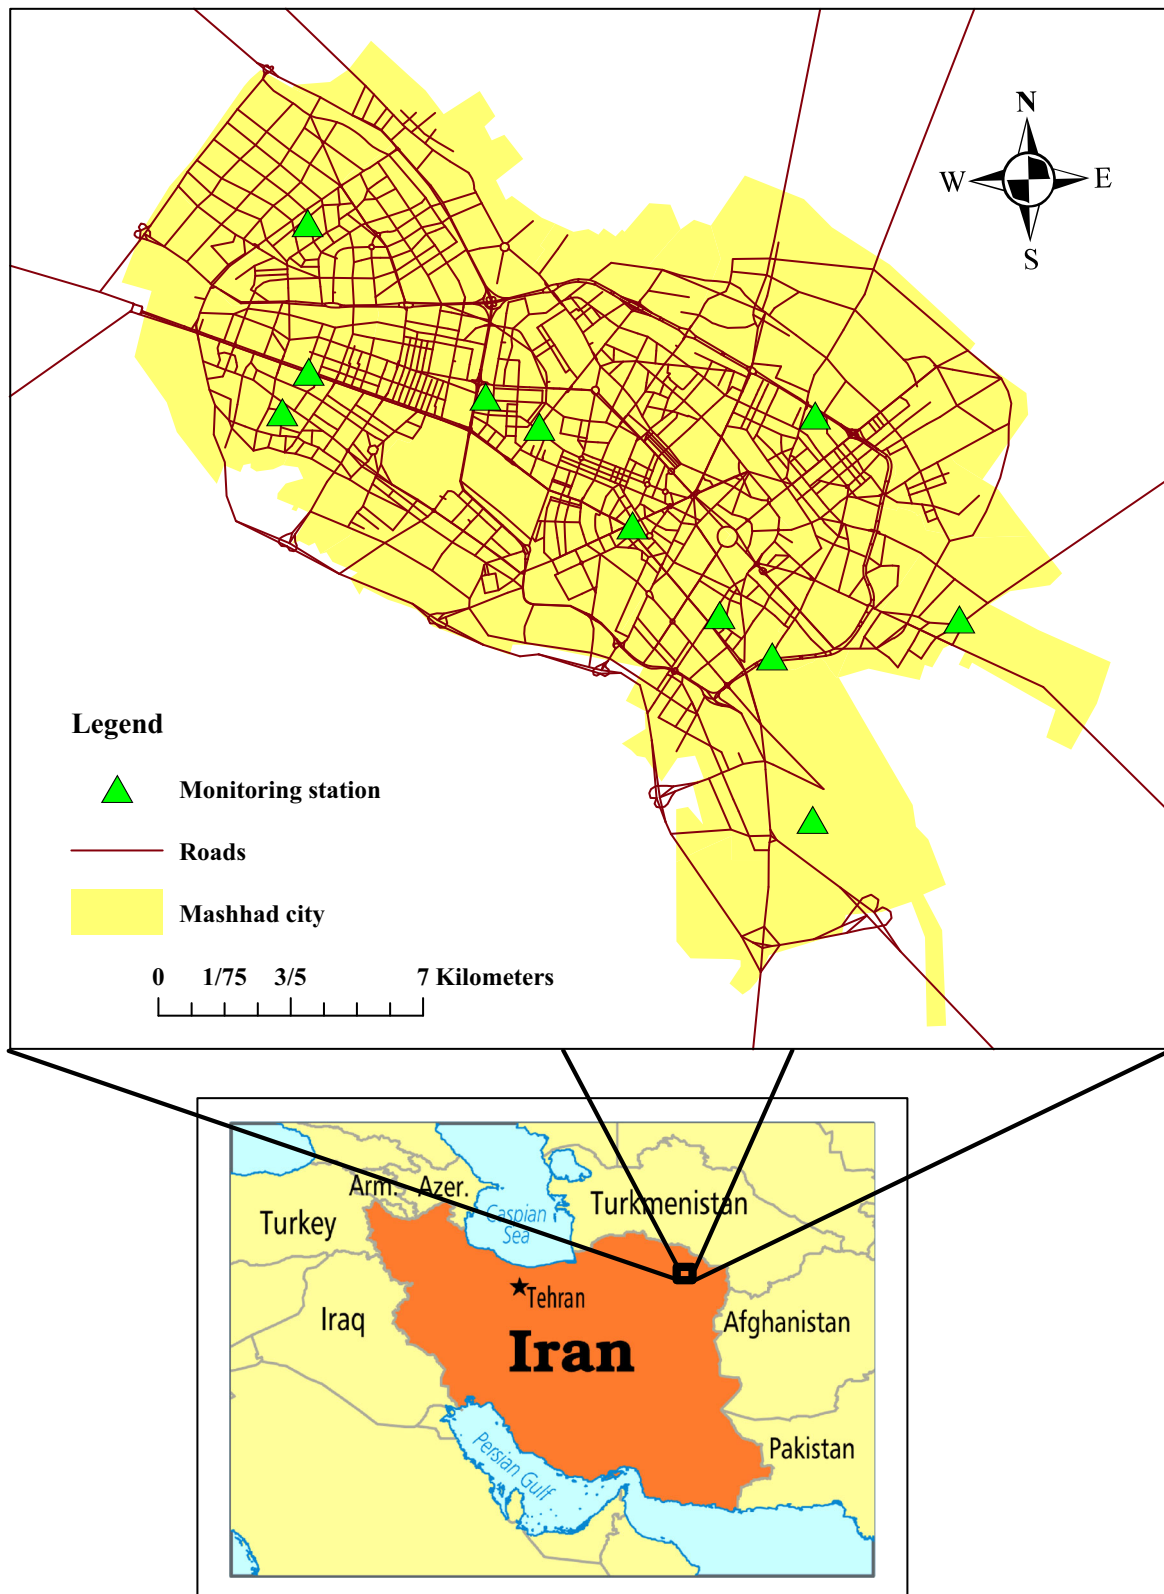 N
W E
S
Legend
Monitoring station
Roads
Mashhad city
0 1/75 3/5 7 Kilometers
Arm. Azer.
Turkmenistan
Turkey
Caspian
Sea
Tehran
Iraq
Afghanistan
Iran
Pakistan
Persian Gulf